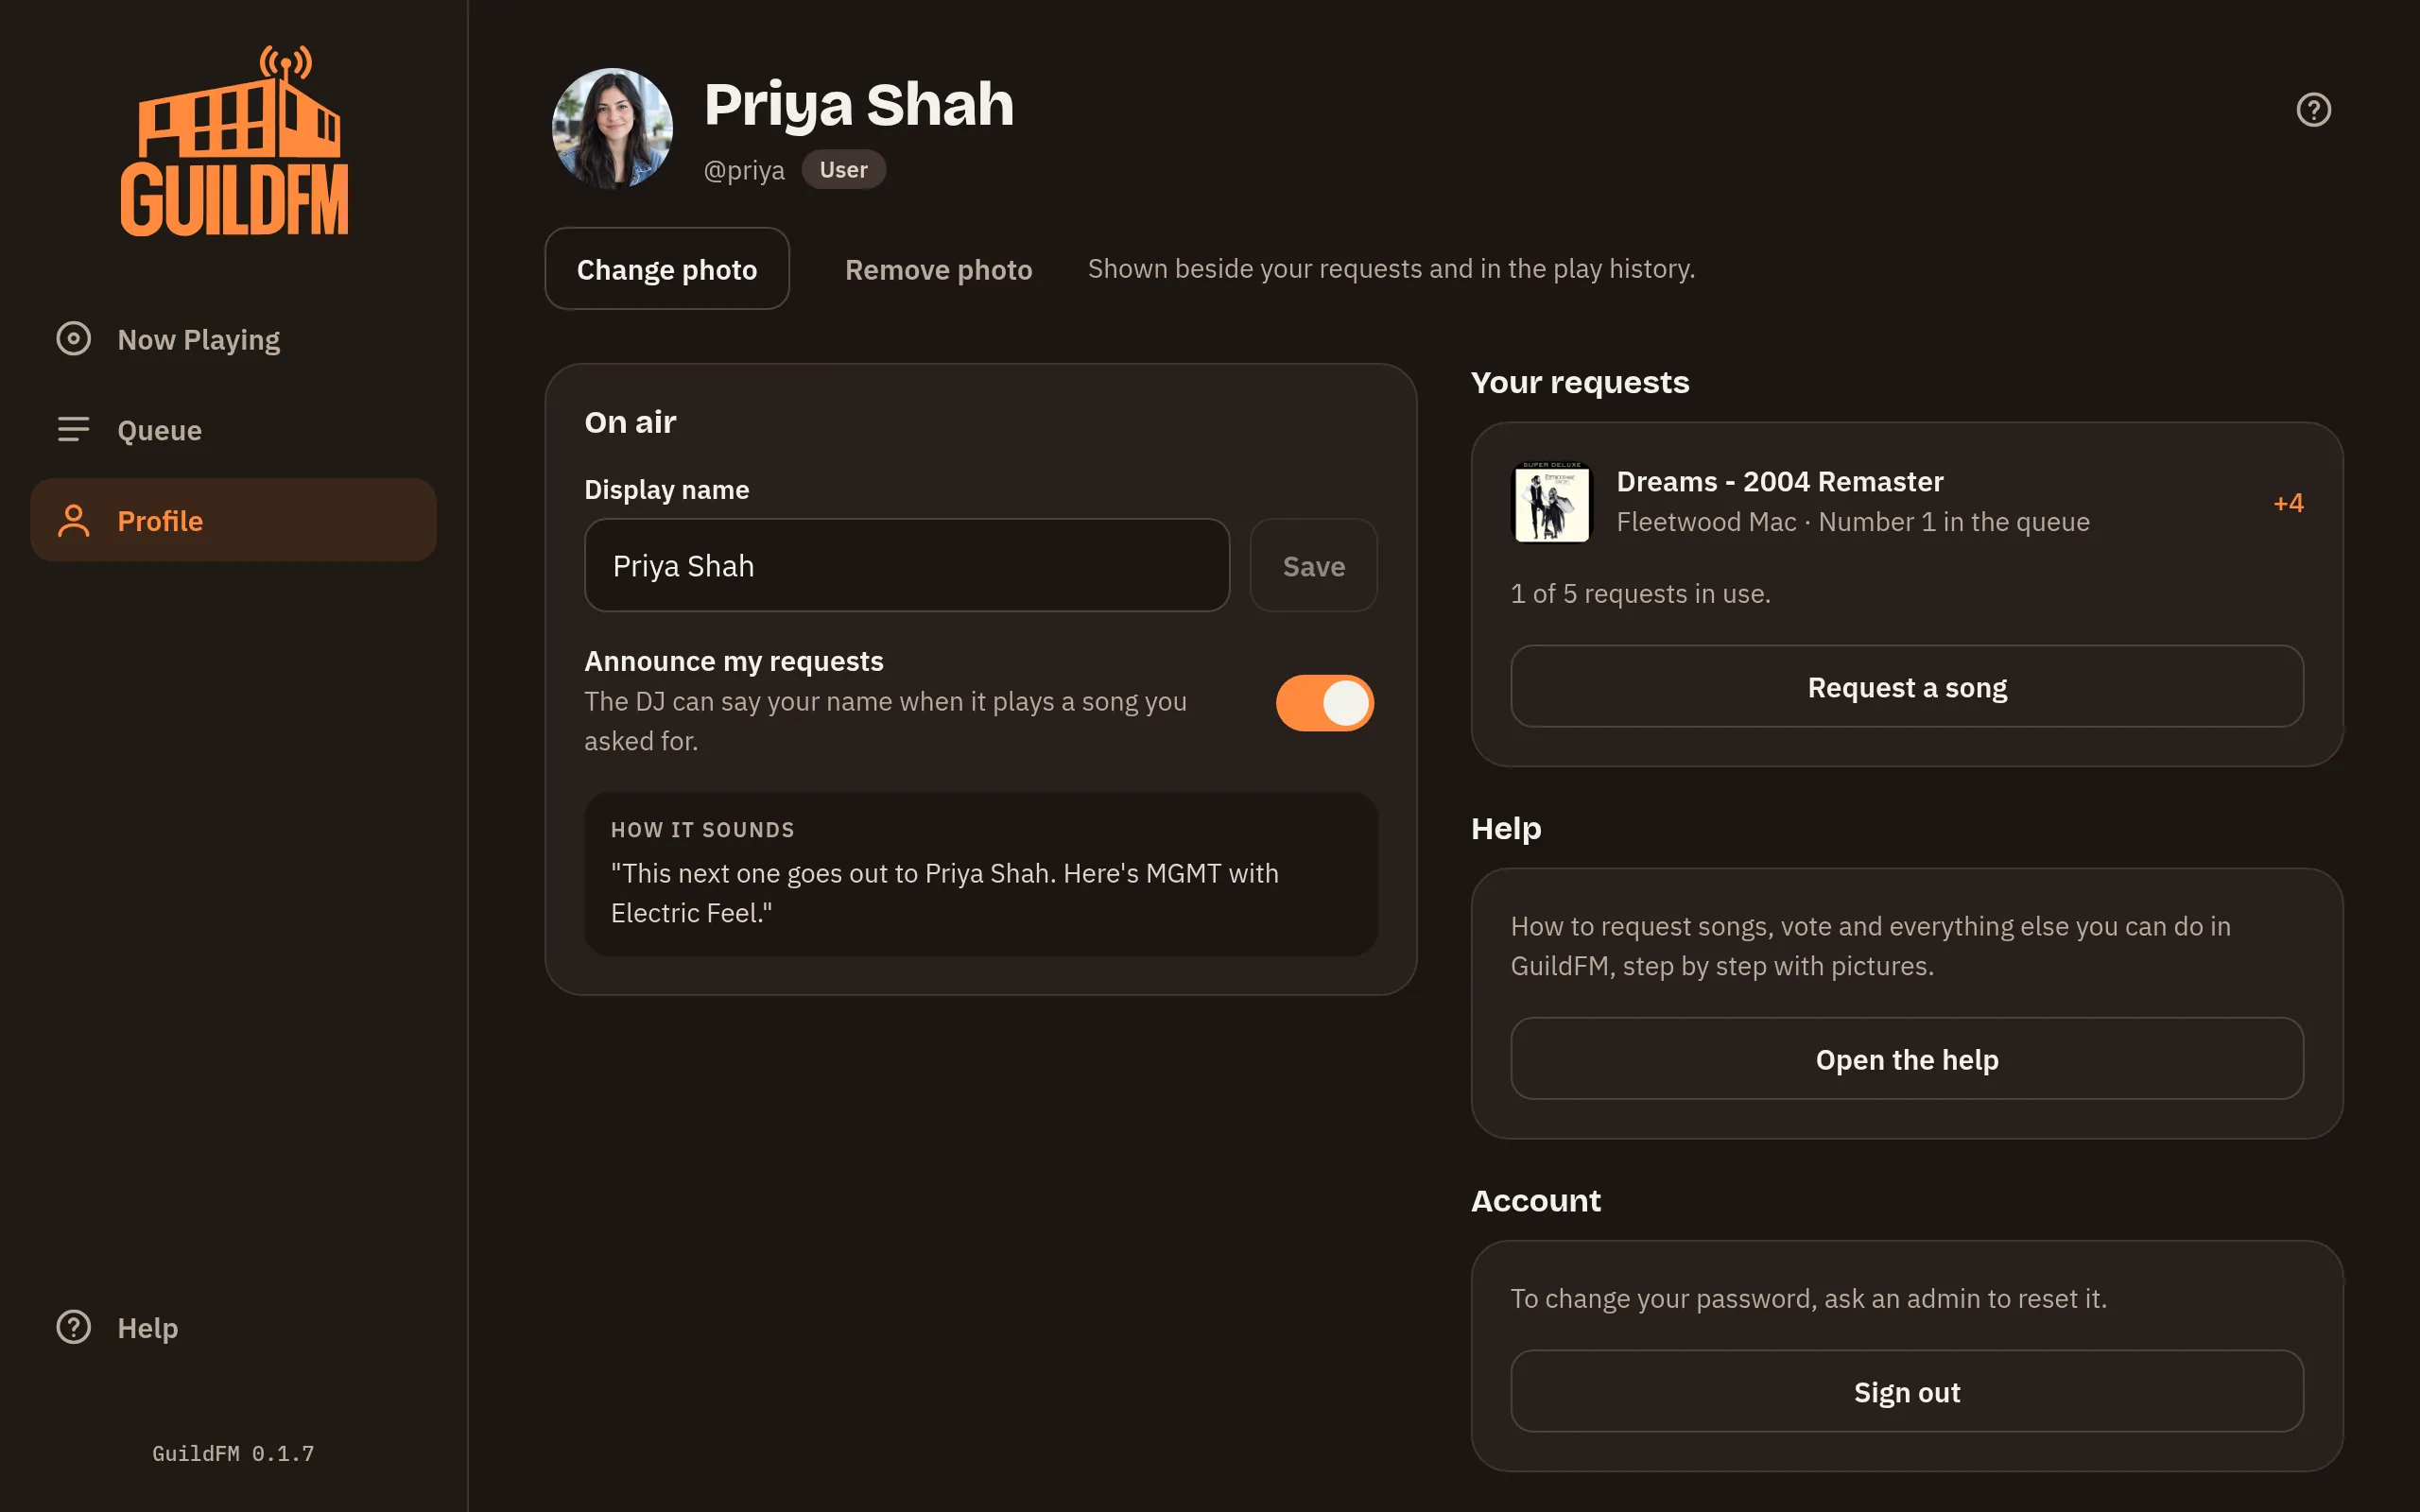 GUILDFM
Now Playing
Queue
Profile
Help
GuildFM 0.1.7
Priya Shah
@priya
User
Change photo
Remove photo
Shown beside your requests and in the play history.
On air
Display name
Priya Shah
Save
Announce my requests
The DJ can say your name when it plays a song you
asked for.
HOW IT SOUNDS
"This next one goes out to Priya Shah. Here's MGMT with
Electric Feel."
Your requests
SUPER DELUXE
Dreams - 2004 Remaster
Fleetwood Mac · Number 1 in the queue
+4
1 of 5 requests in use.
Request a song
Help
How to request songs, vote and everything else you can do in
GuildFM, step by step with pictures.
Open the help
Account
To change your password, ask an admin to reset it.
Sign out